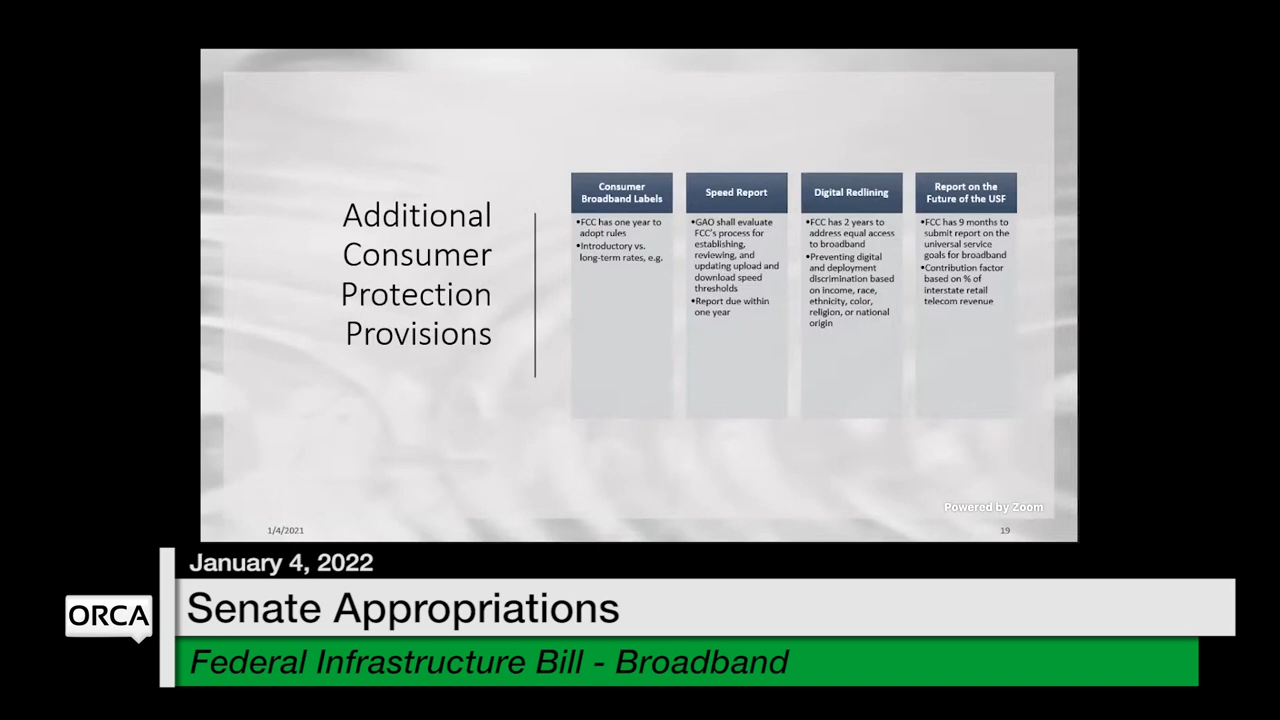 Additional
Consumer
Protection
Provisions
Consumer
Broadband Labels
•FCC has one year to
adopt rules
•Introductory vs.
long-term rates, e.g.
Speed Report
•GAO shall evaluate
FCC's process for
establishing,
reviewing, and
updating upload and
download speed
thresholds
•Report due within
one year
Digital Redlining
•FCC has 2 years to
address equal access
to broadband
•Preventing digital
and deployment
discrimination based
on income, race,
ethnicity, color,
religion, or national
origin
Report on the
Future of the USF
•FCC has 9 months to
submit report on the
universal service
goals for broadband
•Contribution factor
based on % of
interstate retail
telecom revenue
Powered by Zoom
1/4/2021
19
January 4, 2022
ORCA
Senate Appropriations
Federal Infrastructure Bill - Broadband